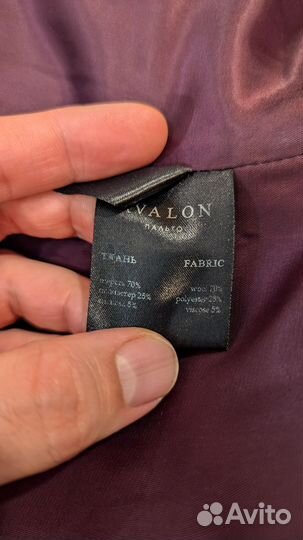 AVALON
ПАЛЬТО
ТКАНЬ FABRIC
шерсть 70% wool 70%
полиэстер 25% polyester 25%
вискоза 5% viscose 5%
Avito